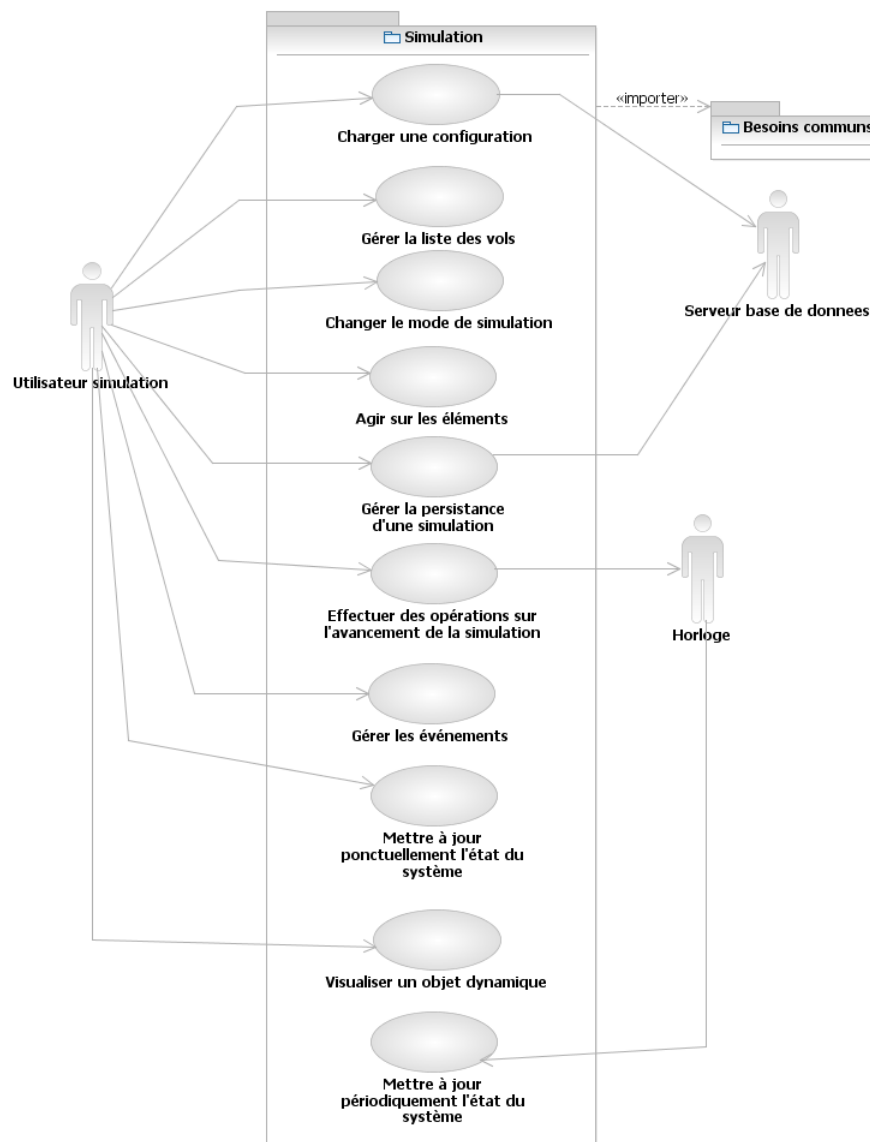 Simulation
«importer»
Besoins communs
Charger une configuration
Gérer la liste des vols
Serveur base de donnees
Changer le mode de simulation
Utilisateur simulation
Agir sur les éléments
Gérer la persistance
d'une simulation
Effectuer des opérations sur
l'avancement de la simulation
Horloge
Gérer les événements
Mettre à jour
ponctuellement l'état du
système
Visualiser un objet dynamique
Mettre à jour
périodiquement l'état du
système